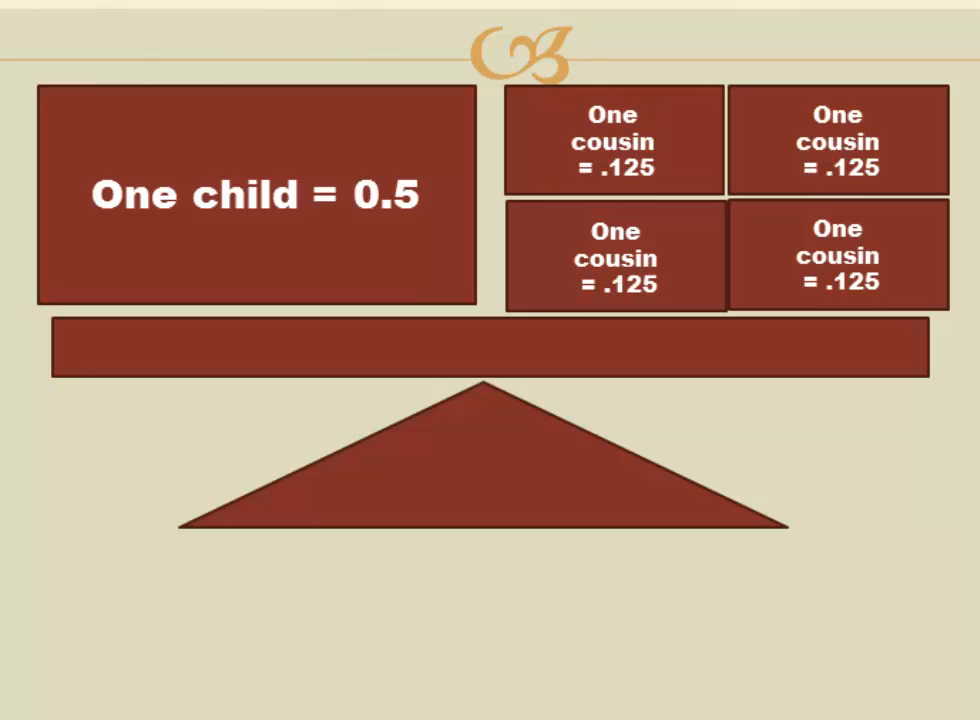 One child = 0.5
One
cousin
= .125
One
cousin
= .125
One
cousin
= .125
One
cousin
= .125